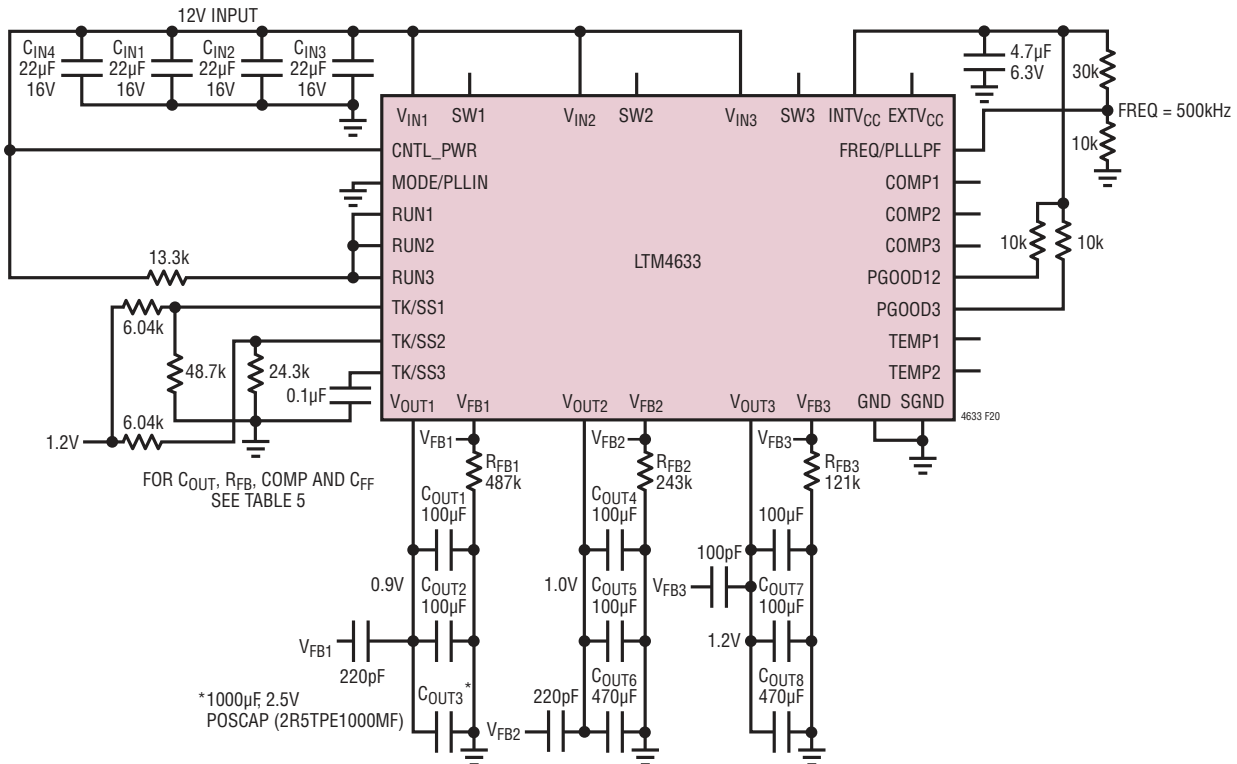 12V INPUT
CIN4
22µF
16V
CIN1
22µF
16V
CIN2
22µF
16V
CIN3
22µF
16V
4.7µF
6.3V
30k
FREQ = 500kHz
10k
VIN1
SW1
VIN2
SW2
VIN3
SW3
INTVCC
EXTVCC
CNTL_PWR
FREQ/PLLLPF
MODE/PLLIN
COMP1
RUN1
COMP2
RUN2
COMP3
10k
10k
13.3k
LTM4633
RUN3
PGOOD12
TK/SS1
PGOOD3
6.04k
TK/SS2
TEMP1
48.7k
24.3k
TK/SS3
TEMP2
0.1µF
VOUT1
VFB1
VOUT2
VFB2
VOUT3
VFB3
GND
SGND
4633 F20
6.04k
1.2V
VFB1
VFB2
VFB3
RFB1
487k
RFB2
243k
RFB3
121k
FOR COUT, RFB, COMP AND CFF
SEE TABLE 5
COUT1
100µF
COUT4
100µF
100µF
100pF
0.9V
COUT2
100µF
1.0V
COUT5
100µF
VFB3
COUT7
100µF
1.2V
VFB1
220pF
COUT3*
COUT6
470µF
COUT8
470µF
220pF
VFB2
*1000µF, 2.5V
POSCAP (2R5TPE1000MF)